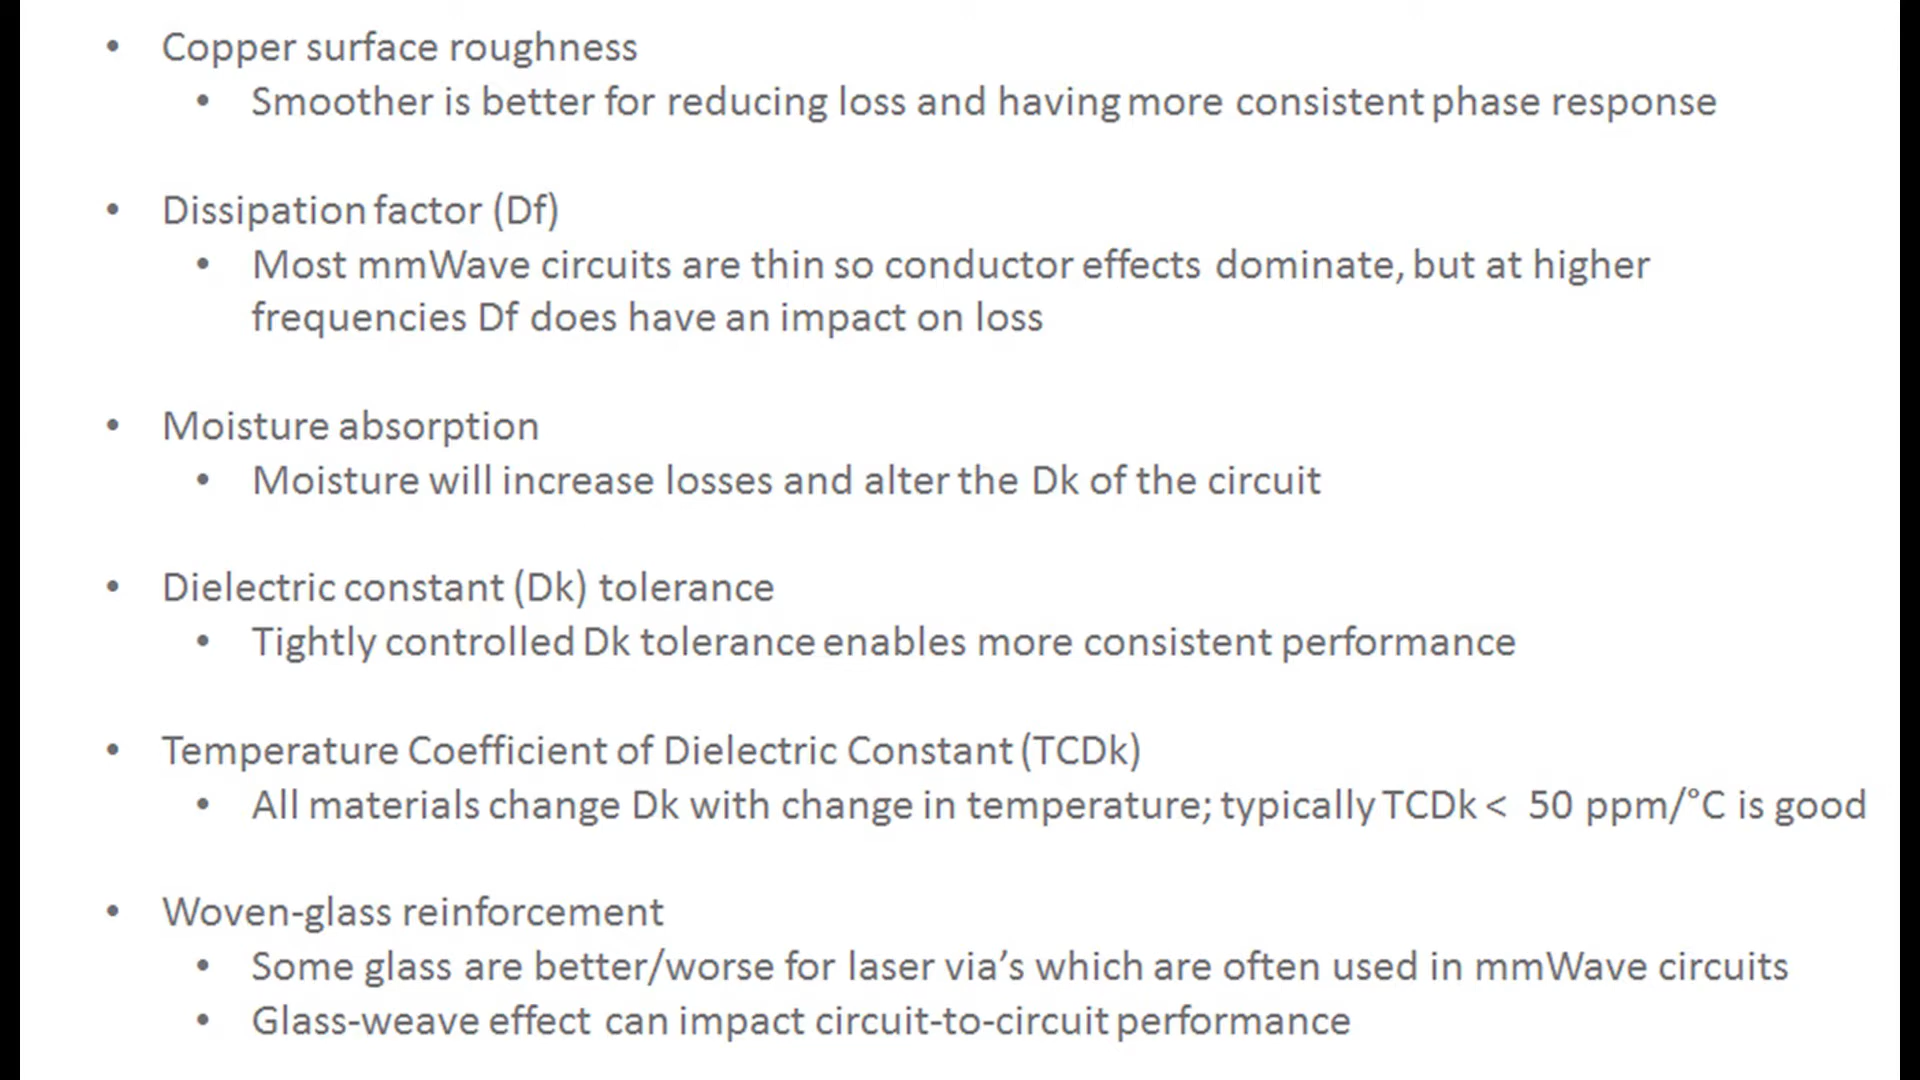 • Copper surface roughness
• Smoother is better for reducing loss and having more consistent phase response
• Dissipation factor (Df)
• Most mmWave circuits are thin so conductor effects dominate, but at higher
frequencies Df does have an impact on loss
• Moisture absorption
• Moisture will increase losses and alter the Dk of the circuit
• Dielectric constant (Dk) tolerance
• Tightly controlled Dk tolerance enables more consistent performance
• Temperature Coefficient of Dielectric Constant (TCDk)
• All materials change Dk with change in temperature; typically TCDk < 50 ppm/°C is good
• Woven-glass reinforcement
• Some glass are better/worse for laser via’s which are often used in mmWave circuits
• Glass-weave effect can impact circuit-to-circuit performance